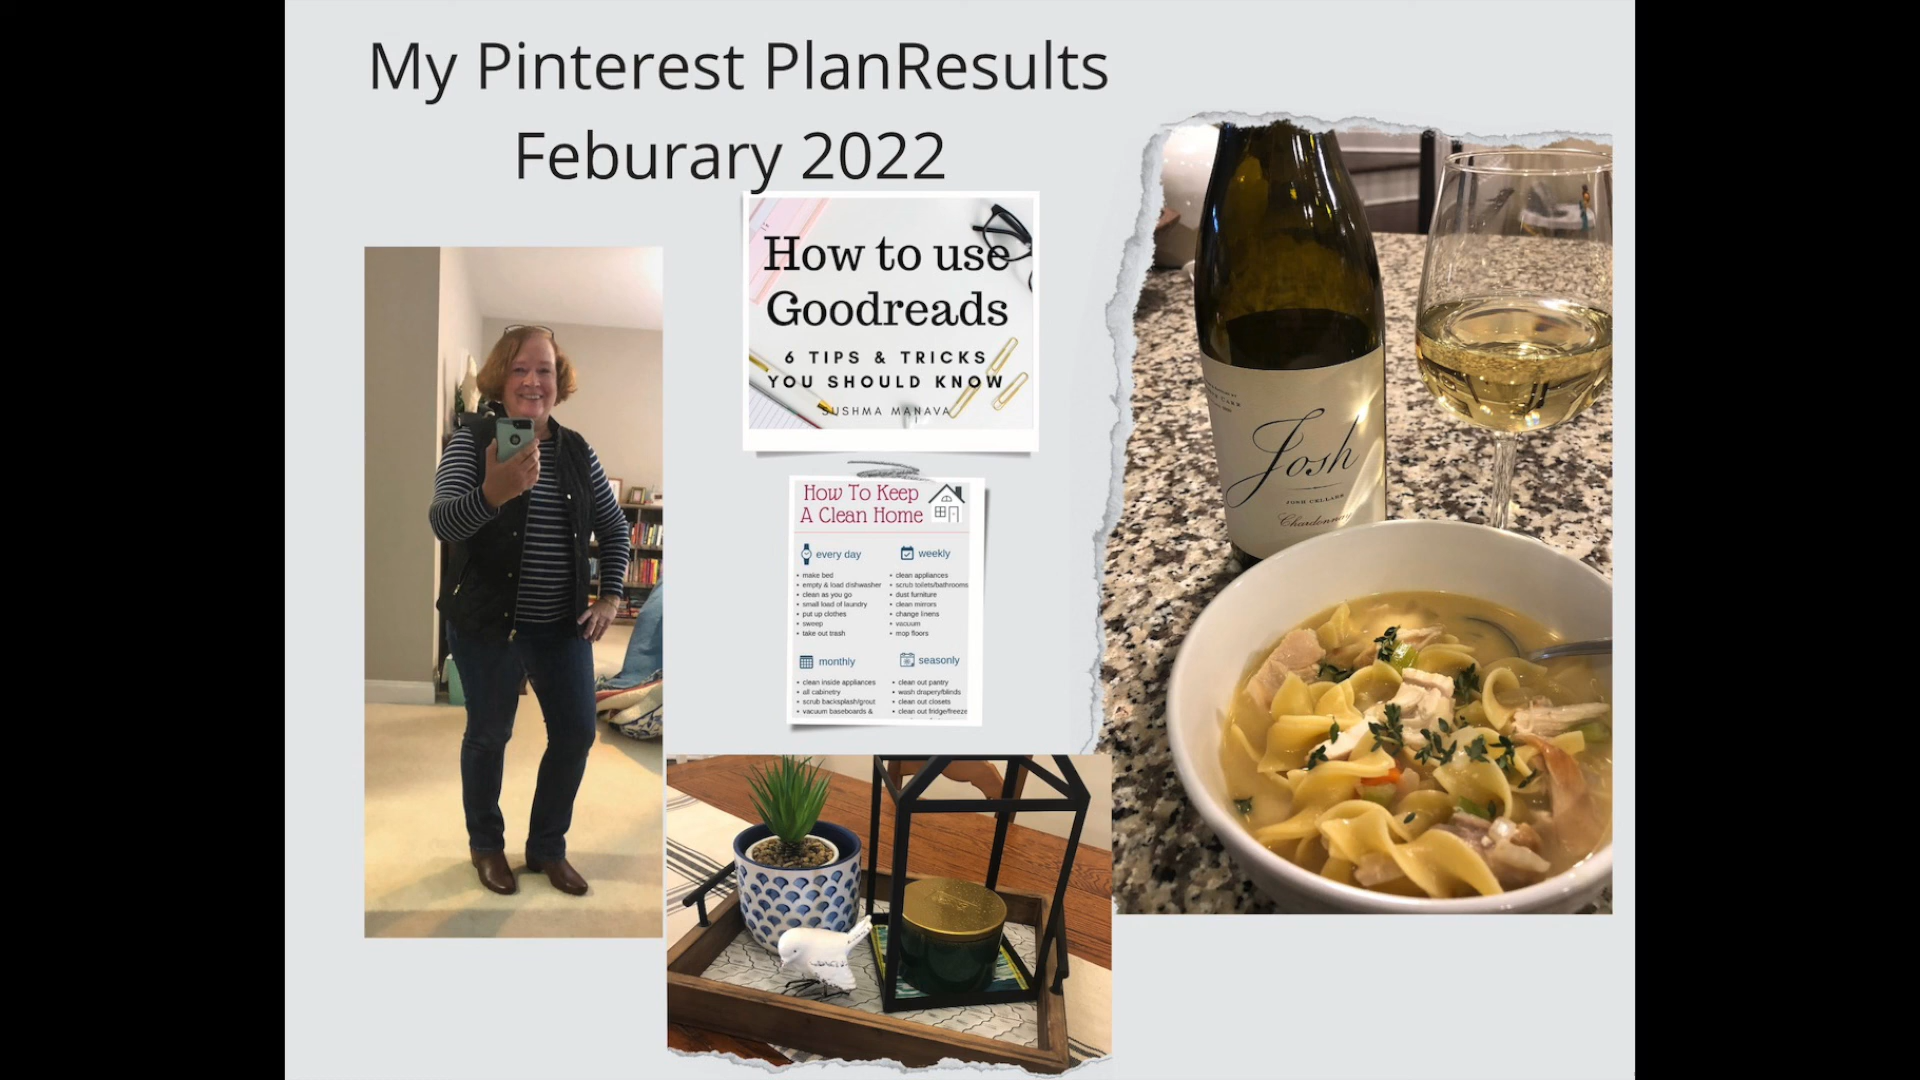 My Pinterest PlanResults
Feburary 2022
How to use
Goodreads
6 TIPS & TRICKS
YOU SHOULD KNOW
SUSHMA MANAVA
How To Keep
A Clean Home
every day
• make bed
• empty & load dishwasher
• clean as you go
• small load of laundry
• put up clothes
• sweep
• take out trash
weekly
• clean appliances
• scrub toilets/bathrooms
• dust furniture
• clean mirrors
• change linens
• vacuum
• mop floors
monthly
• clean inside appliances
• all cabinetry
• scrub backsplash/grout
• vacuum baseboards &
seasonly
• clean out pantry
• wash drapery/blinds
• clean out closets
• clean out fridge/freeze
Josh
JOSH CELLARS
Chardonnay